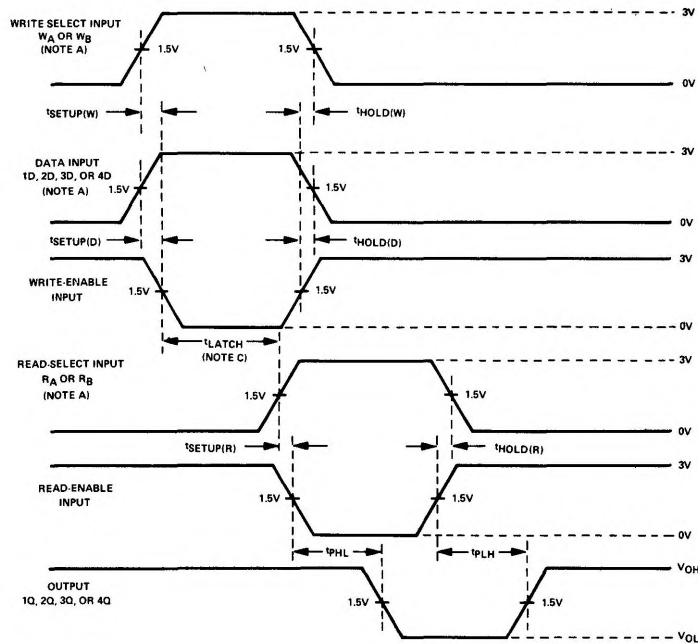 WRITE SELECT INPUT
WA OR WB
(NOTE A)
1.5V
1.5V
3V
0V
tSETUP(W)
tHOLD(W)
DATA INPUT
1D, 2D, 3D, OR 4D
(NOTE A)
1.5V
1.5V
3V
0V
tSETUP(D)
tHOLD(D)
WRITE-ENABLE
INPUT
1.5V
1.5V
3V
0V
tLATCH
(NOTE C)
READ-SELECT INPUT
RA OR RB
(NOTE A)
1.5V
1.5V
3V
0V
tSETUP(R)
tHOLD(R)
READ-ENABLE
INPUT
1.5V
1.5V
3V
0V
tPHL
tPLH
OUTPUT
1Q, 2Q, 3Q, OR 4Q
1.5V
1.5V
VOH
VOL